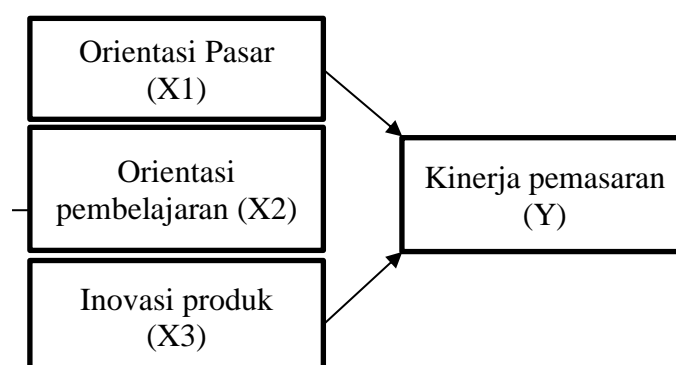 Orientasi Pasar
(X1)
Orientasi
pembelajaran (X2)
Inovasi produk
(X3)
Kinerja pemasaran
(Y)